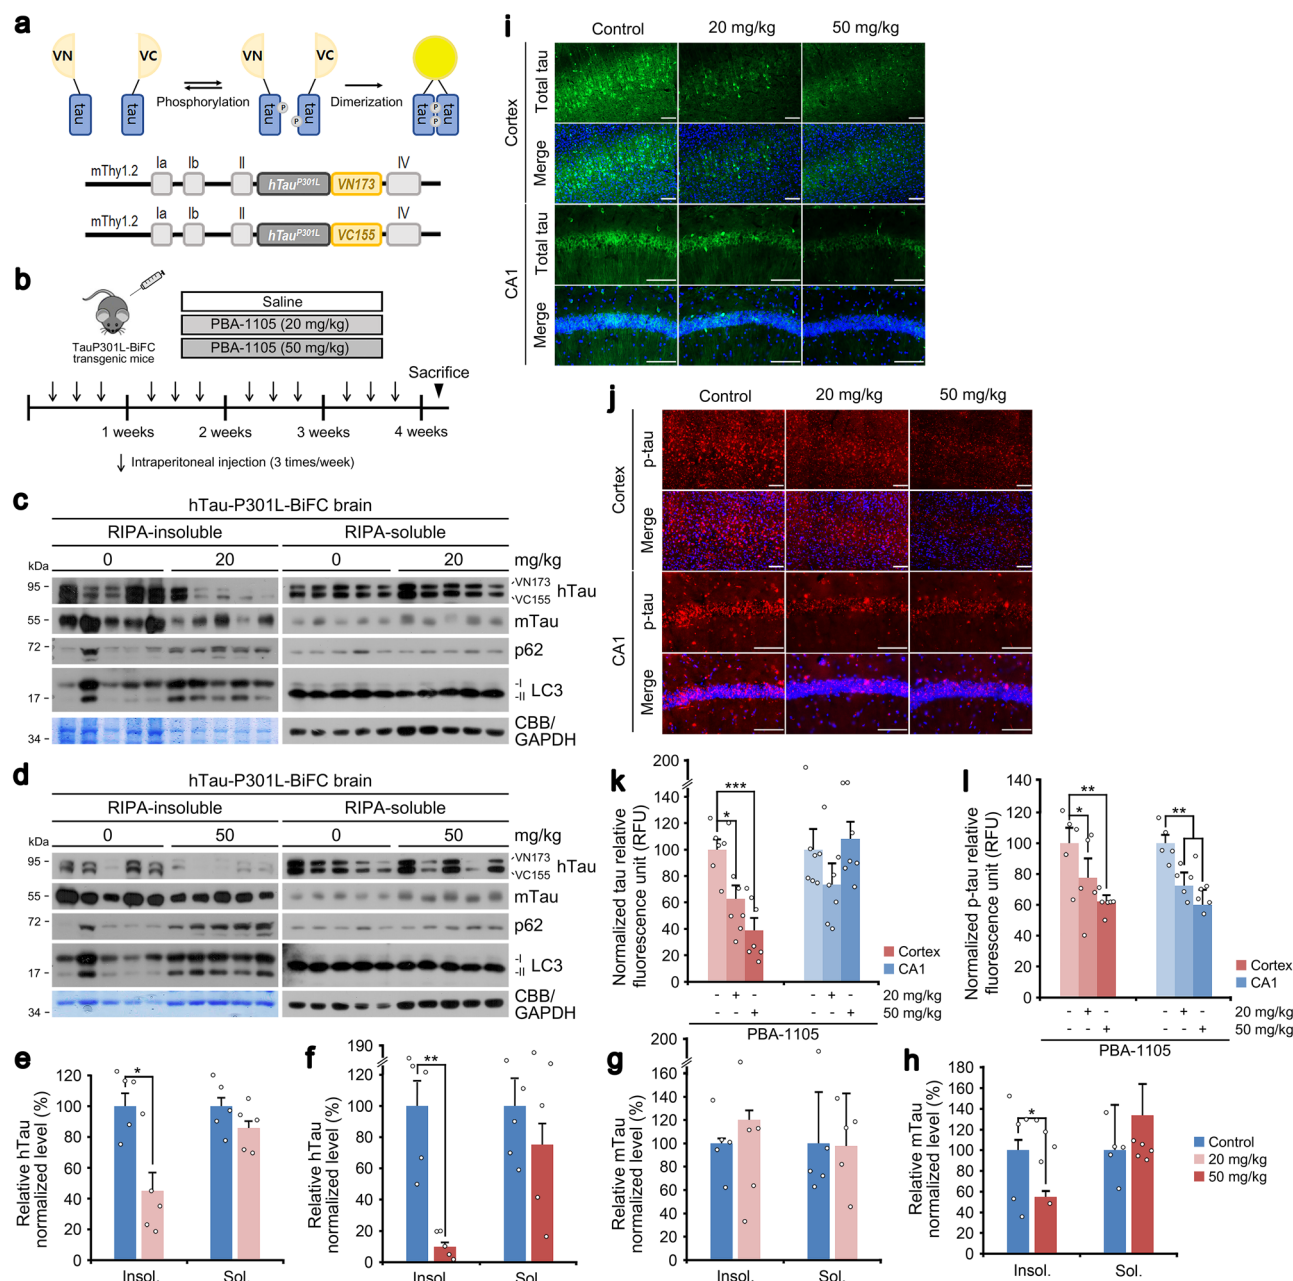 a
VN
VC
VN
VC
Phosphorylation
Dimerization
tau
tau
tau
tau
tau
tau
P
P
P
P
mThy1.2
Ia
Ib
II
hTauP301L
VN173
IV
mThy1.2
Ia
Ib
II
hTauP301L
VC155
IV
b
TauP301L-BiFC
transgenic mice
Saline
PBA-1105 (20 mg/kg)
PBA-1105 (50 mg/kg)
Sacrifice
1 weeks
2 weeks
3 weeks
4 weeks
↓ Intraperitoneal injection (3 times/week)
c
hTau-P301L-BiFC brain
RIPA-insoluble
RIPA-soluble
0
20
0
20
mg/kg
kDa
95
VN173
VC155
hTau
55
mTau
72
p62
17
-I
-II
LC3
34
CBB/
GAPDH
d
hTau-P301L-BiFC brain
RIPA-insoluble
RIPA-soluble
0
50
0
50
mg/kg
kDa
95
VN173
VC155
hTau
55
mTau
72
p62
17
-I
-II
LC3
34
CBB/
GAPDH
e
Relative hTau
normalized level (%)
120
100
80
60
40
20
0
*
Insol.
Sol.
f
Relative hTau
normalized level (%)
190
120
100
80
60
40
20
0
**
Insol.
Sol.
g
Relative mTau
normalized level (%)
200
160
140
120
100
80
60
40
20
0
Insol.
Sol.
h
Relative mTau
normalized level (%)
180
160
140
120
100
80
60
40
20
0
*
Insol.
Sol.
Control
20 mg/kg
50 mg/kg
i
Control
20 mg/kg
50 mg/kg
Cortex
Total tau
Merge
CA1
Total tau
Merge
j
Control
20 mg/kg
50 mg/kg
Cortex
p-tau
Merge
CA1
p-tau
Merge
k
Normalized tau relative
fluorescence unit (RFU)
200
140
120
100
80
60
40
20
0
***
*
Cortex
CA1
- + - - + - 20 mg/kg
- - + - - + 50 mg/kg
PBA-1105
l
Normalized p-tau relative
fluorescence unit (RFU)
140
120
100
80
60
40
20
0
**
*
**
Cortex
CA1
- + - - + - 20 mg/kg
- - + - - + 50 mg/kg
PBA-1105